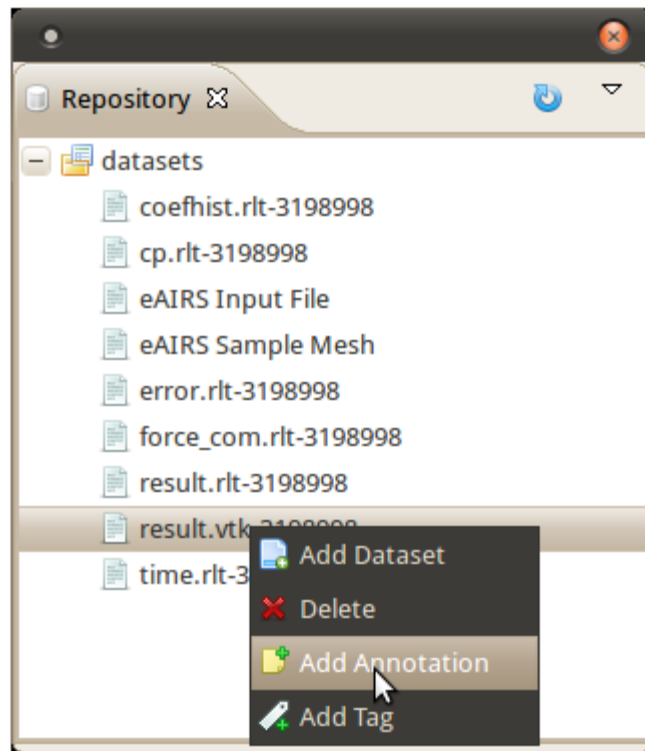 Repository
datasets
coefhist.rlt-3198998
cp.rlt-3198998
eAIRS Input File
eAIRS Sample Mesh
error.rlt-3198998
force_com.rlt-3198998
result.rlt-3198998
result.vtk-3198998
time.rlt-3
Add Dataset
Delete
Add Annotation
Add Tag